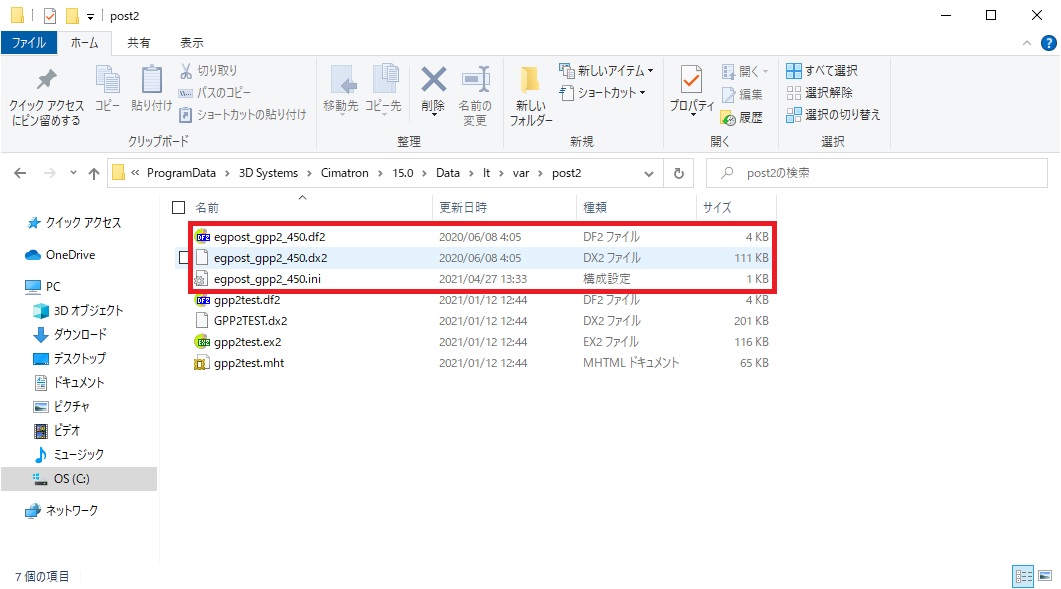 post2
ファイル ホーム 共有 表示
クイック アクセス
にピン留めする
コピー
貼り付け
切り取り
パスのコピー
ショートカットの貼り付け
クリップボード
移動先
コピー先
削除
名前の
変更
整理
新しい
フォルダー
新しいアイテム
ショートカット
新規
プロパティ
開く
編集
履歴
開く
すべて選択
選択解除
選択の切り替え
選択
« ProgramData › 3D Systems › Cimatron › 15.0 › Data › It › var › post2
post2の検索
クイック アクセス
OneDrive
PC
3D オブジェクト
ダウンロード
デスクトップ
ドキュメント
ピクチャ
ビデオ
ミュージック
OS (C:)
ネットワーク
名前 更新日時 種類 サイズ
DF2 egpost_gpp2_450.df2 2020/06/08 4:05 DF2 ファイル 4 KB
egpost_gpp2_450.dx2 2020/06/08 4:05 DX2 ファイル 111 KB
egpost_gpp2_450.ini 2021/04/27 13:33 構成設定 1 KB
DF2 gpp2test.df2 2021/01/12 12:44 DF2 ファイル 4 KB
GPP2TEST.dx2 2021/01/12 12:44 DX2 ファイル 201 KB
EX2 gpp2test.ex2 2021/01/12 12:44 EX2 ファイル 116 KB
gpp2test.mht 2021/01/12 12:44 MHTML ドキュメント 65 KB
7 個の項目